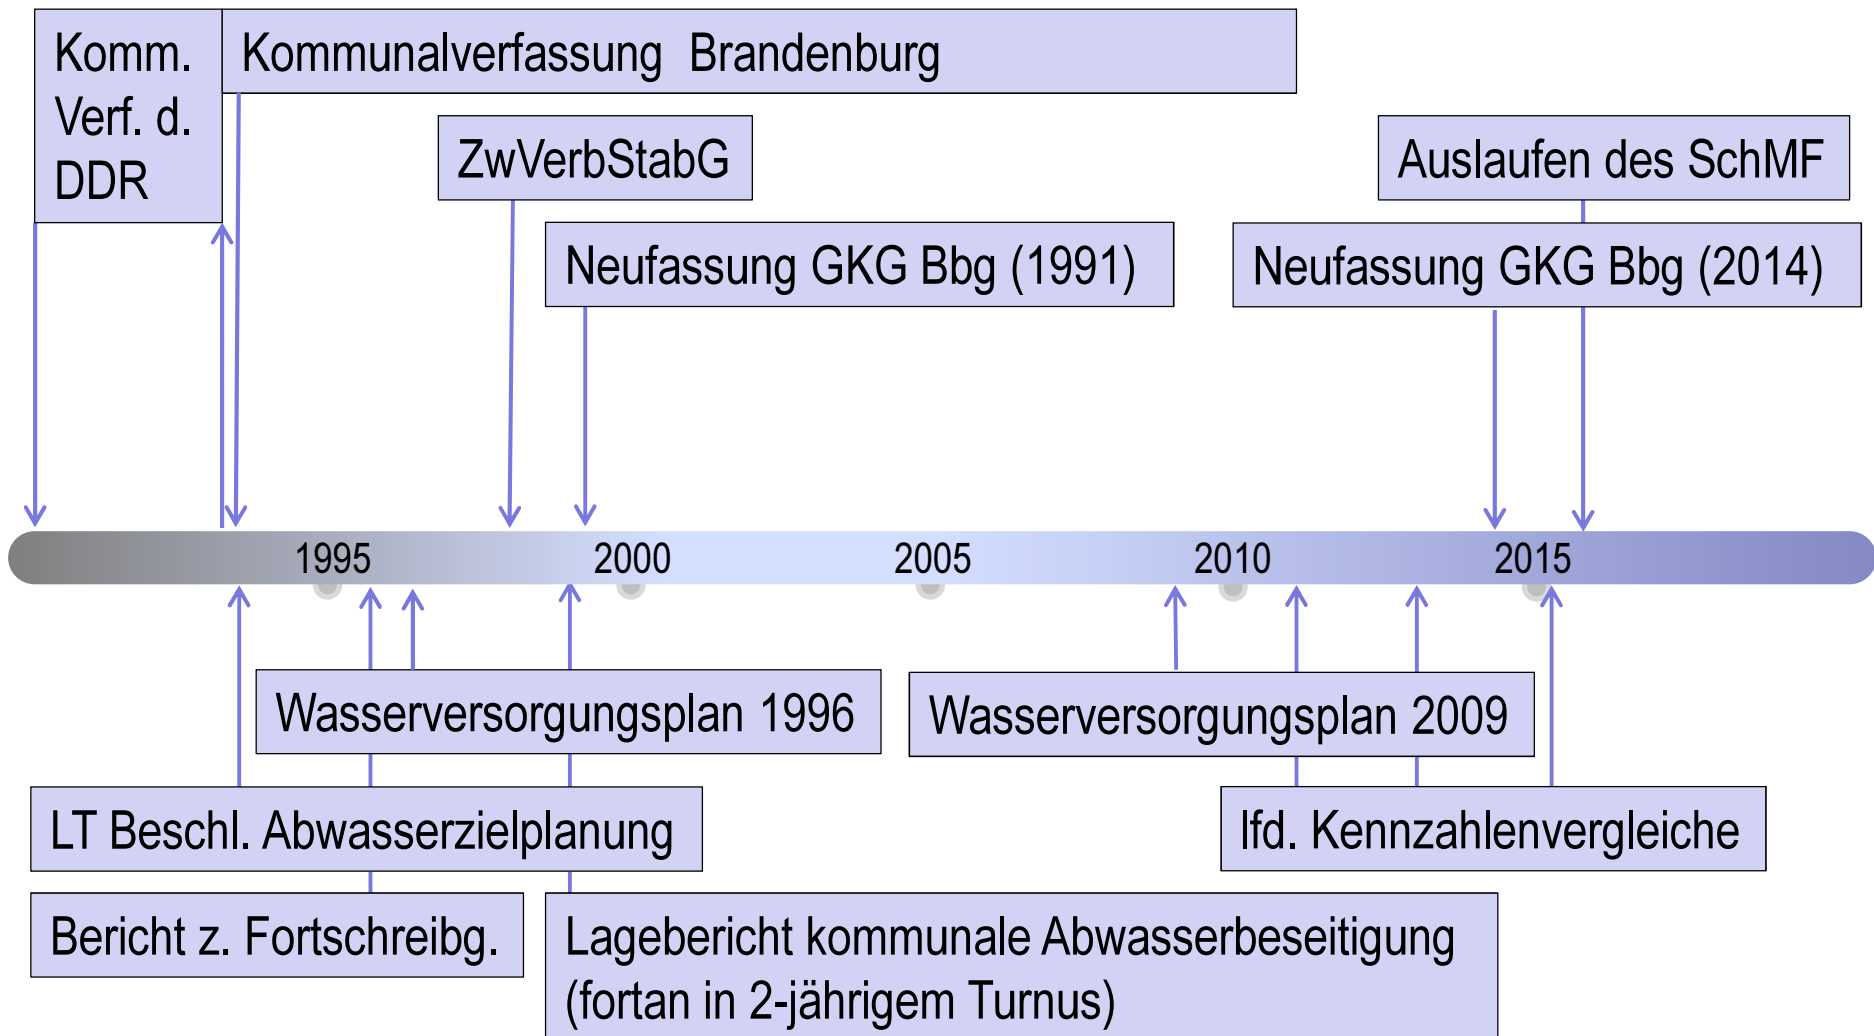 Komm.
Verf. d.
DDR
Kommunalverfassung Brandenburg
ZwVerbStabG
Auslaufen des SchMF
Neufassung GKG Bbg (1991)
Neufassung GKG Bbg (2014)
1995
2000
2005
2010
2015
Wasserversorgungsplan 1996
Wasserversorgungsplan 2009
LT Beschl. Abwasserzielplanung
lfd. Kennzahlenvergleiche
Bericht z. Fortschreibg.
Lagebericht kommunale Abwasserbeseitigung
(fortan in 2-jährigem Turnus)